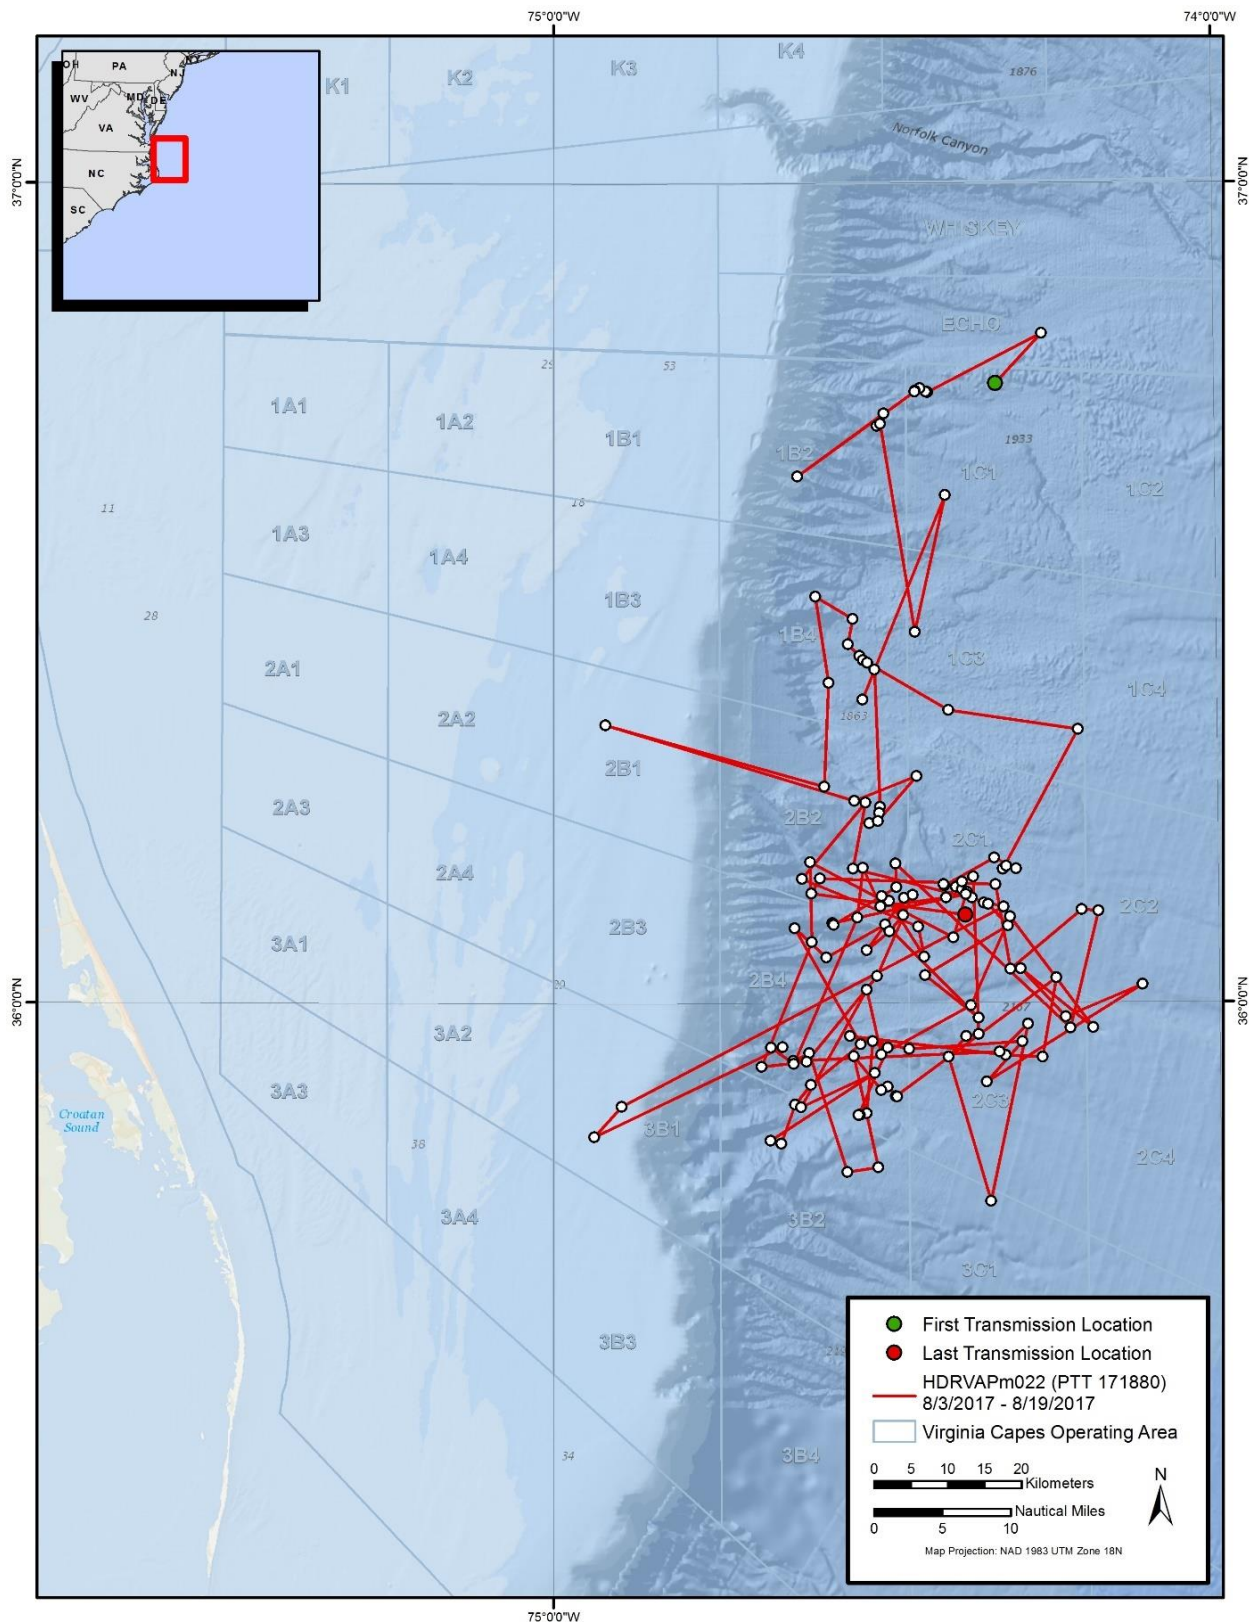 75°0'0"W
74°0'0"W
K4
K3
K2
K1
1876
OH
PA
NY
NJ
WV
MD
DE
VA
NC
SC
Norfolk Canyon
37°0'0"N
37°0'0"N
WHISKEY
ECHO
29
53
1A1
1A2
1B1
1933
1B2
1C1
1C2
18
11
1A3
1A4
1B3
28
1B4
1C3
2A1
1C4
2A2
1863
2B1
2A3
2B2
2C1
2A4
2C2
2B3
3A1
2B4
20
36°0'0"N
36°0'0"N
2167
3A2
3A3
2C3
Croatan
Sound
3B1
38
2C4
3A4
3B2
3C1
3B3
34
3B4
First Transmission Location
Last Transmission Location
HDRVAPm022 (PTT 171880)
8/3/2017 - 8/19/2017
Virginia Capes Operating Area
0 5 10 15 20
Kilometers
Nautical Miles
0 5 10
N
Map Projection: NAD 1983 UTM Zone 18N
75°0'0"W